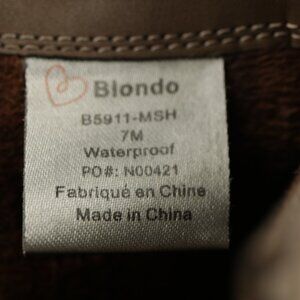 Blondo
B5911-MSH
7M
Waterproof
PO#: N00421
Fabriqué en Chine
Made in China